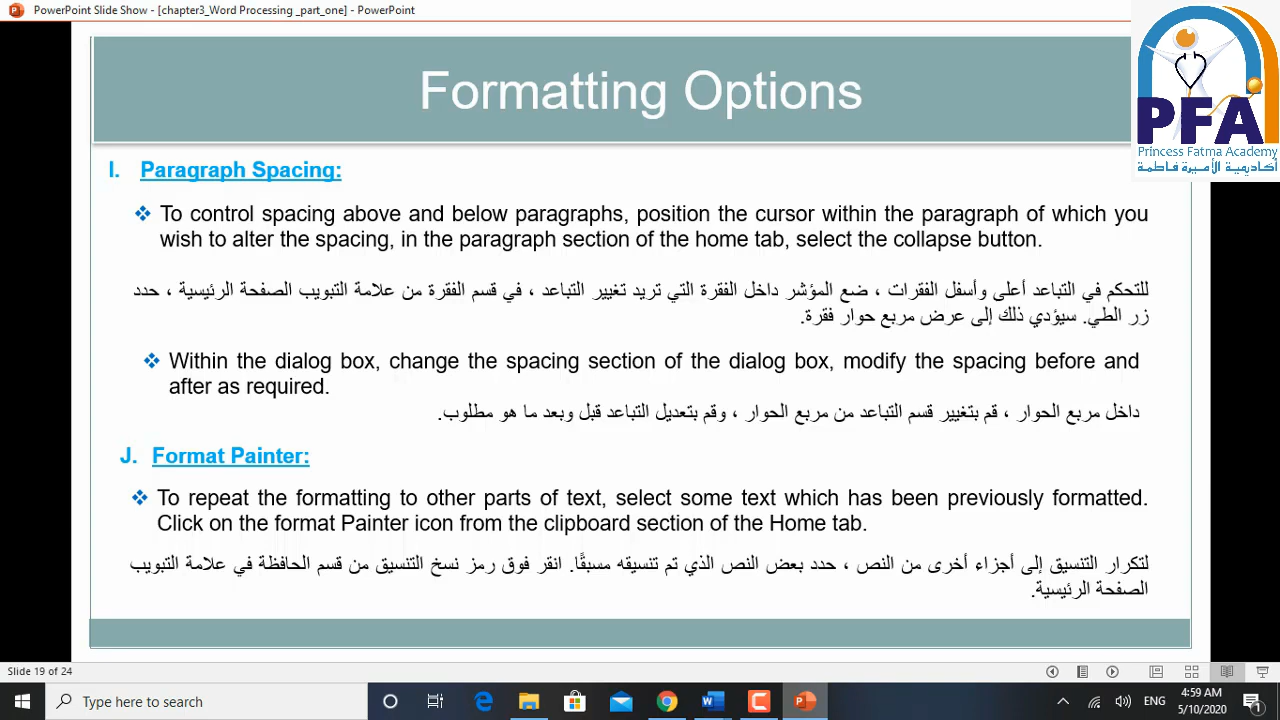 PowerPoint Slide Show - [chapter3_Word Processing _part_one] - PowerPoint
Formatting Options
PFA
Princess Fatma Academy
أكاديمية الأميرة فاطمة
I. Paragraph Spacing:
❖ To control spacing above and below paragraphs, position the cursor within the paragraph of which you
wish to alter the spacing, in the paragraph section of the home tab, select the collapse button.
للتحكم في التباعد أعلى وأسفل الفقرات ، ضع المؤشر داخل الفقرة التي تريد تغيير التباعد ، في قسم الفقرة من علامة التبويب الصفحة الرئيسية ، حدد
زر الطي. سيؤدي ذلك إلى عرض مربع حوار فقرة.
❖ Within the dialog box, change the spacing section of the dialog box, modify the spacing before and
after as required.
داخل مربع الحوار ، قم بتغيير قسم التباعد من مربع الحوار ، وقم بتعديل التباعد قبل وبعد ما هو مطلوب.
J. Format Painter:
❖ To repeat the formatting to other parts of text, select some text which has been previously formatted.
Click on the format Painter icon from the clipboard section of the Home tab.
لتكرار التنسيق إلى أجزاء أخرى من النص ، حدد بعض النص الذي تم تنسيقه مسبقًا. انقر فوق رمز نسخ التنسيق من قسم الحافظة في علامة التبويب
الصفحة الرئيسية.
Slide 19 of 24
Type here to search
ENG
4:59 AM
5/10/2020
1